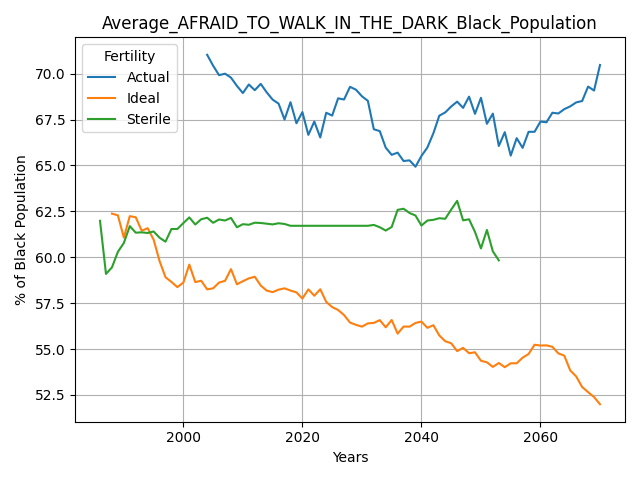 Average_AFRAID_TO_WALK_IN_THE_DARK_Black_Population
Fertility
Actual
Ideal
Sterile
% of Black Population
70.0
67.5
65.0
62.5
60.0
57.5
55.0
52.5
2000
2020
2040
2060
Years